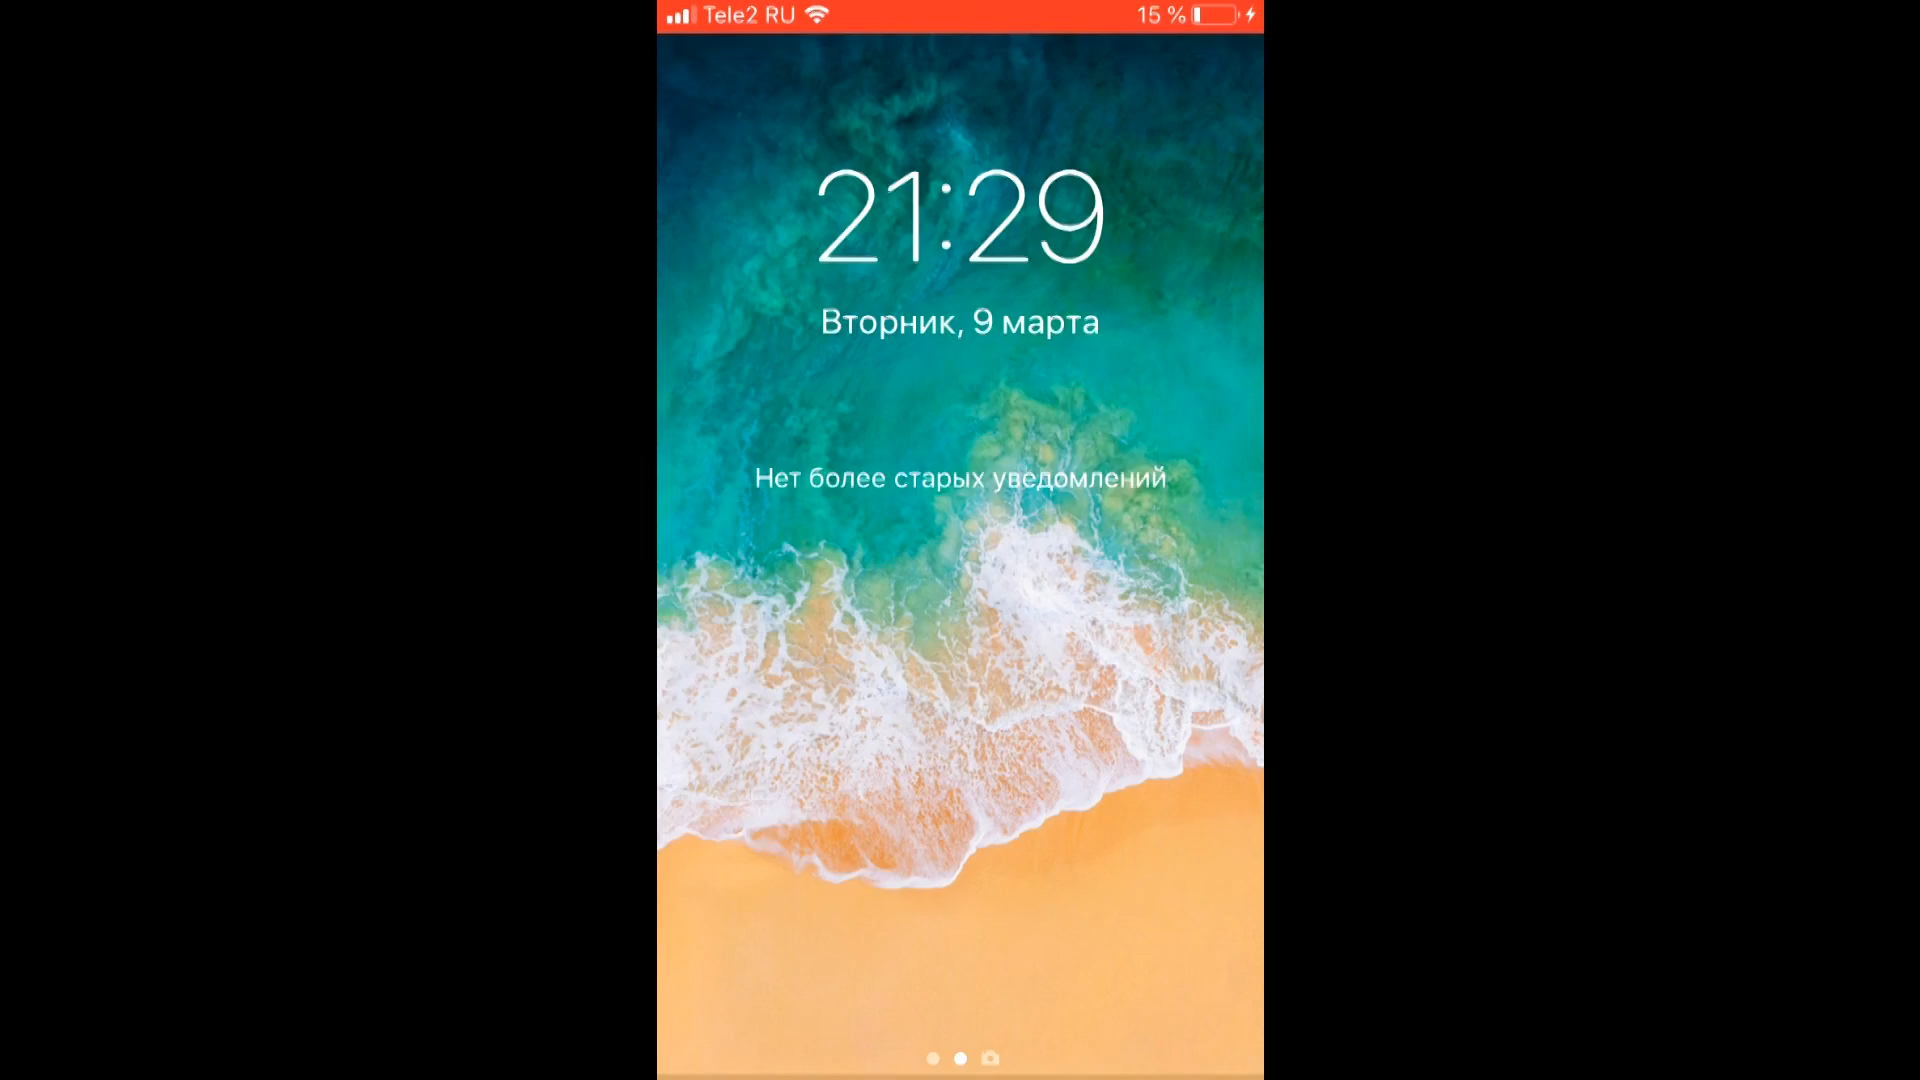 Tele2 RU 15 %
21:29
Вторник, 9 марта
Нет более старых уведомлений